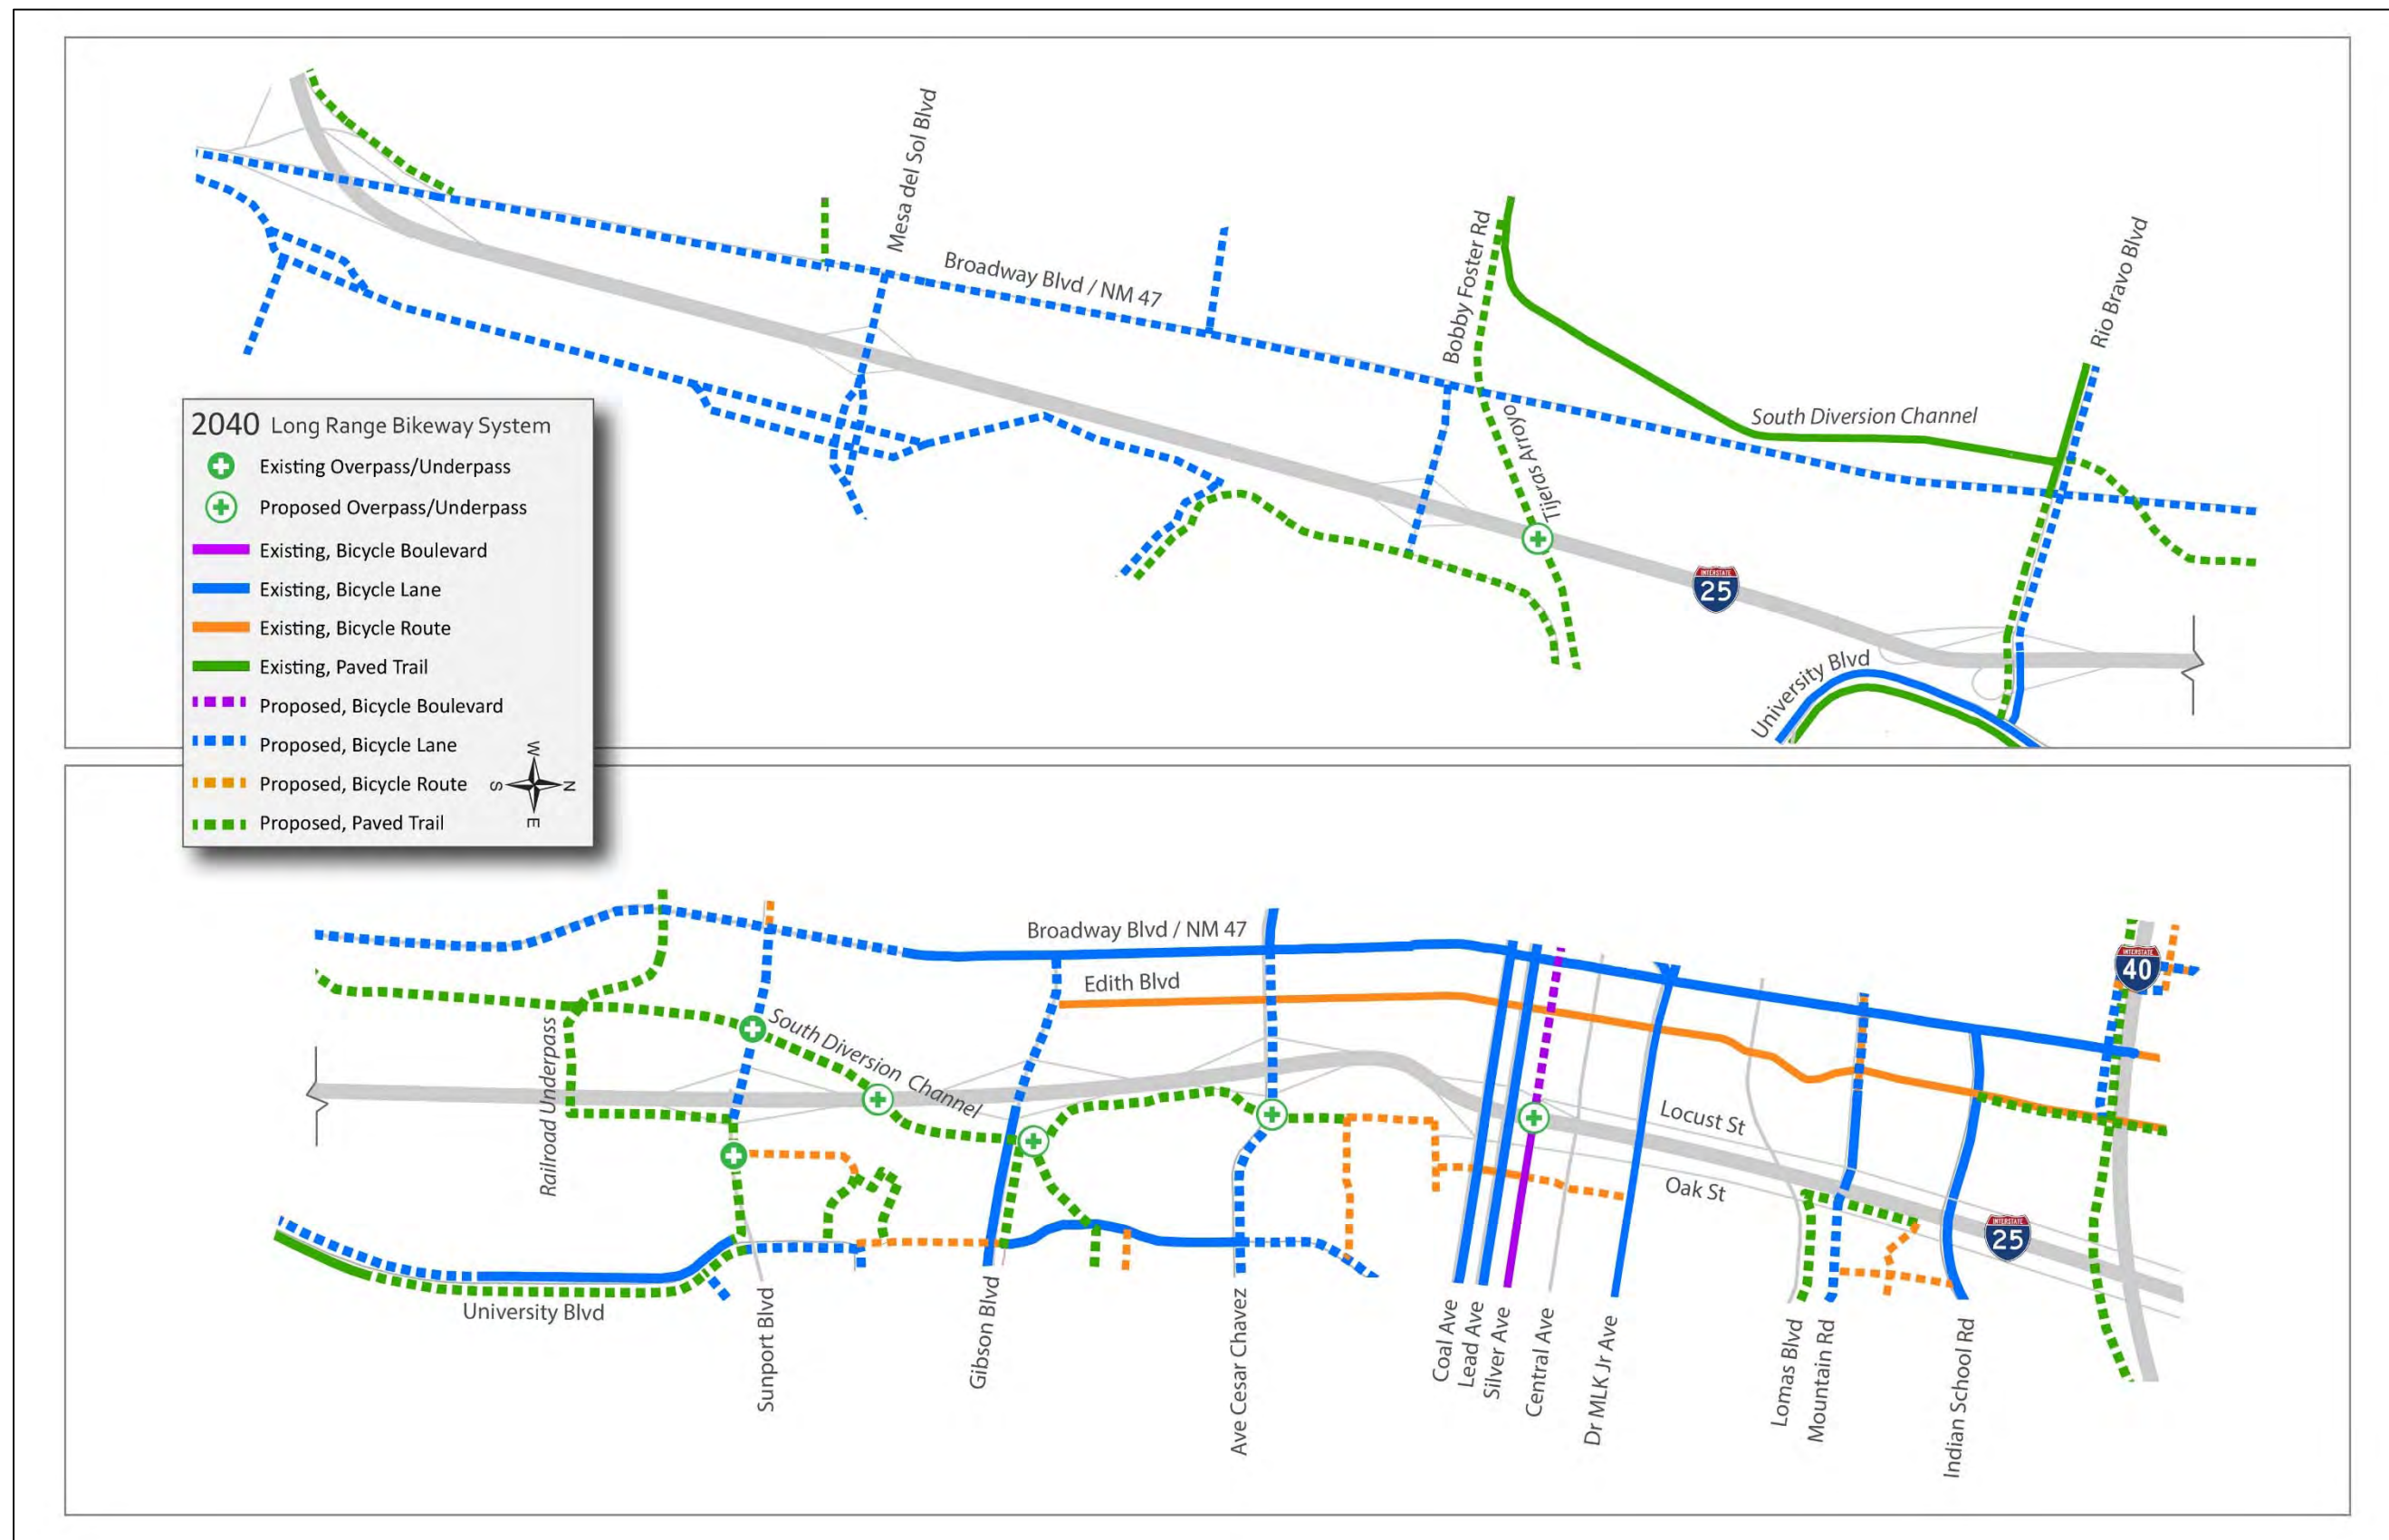 Mesa del Sol Blvd
Broadway Blvd / NM 47
Bobby Foster Rd
Rio Bravo Blvd
South Diversion Channel
Tijeras Arroyo
INTERSTATE
25
University Blvd
2040 Long Range Bikeway System
Existing Overpass/Underpass
Proposed Overpass/Underpass
Existing, Bicycle Boulevard
Existing, Bicycle Lane
Existing, Bicycle Route
Existing, Paved Trail
Proposed, Bicycle Boulevard
Proposed, Bicycle Lane
Proposed, Bicycle Route
Proposed, Paved Trail
W
S
N
E
Broadway Blvd / NM 47
Edith Blvd
INTERSTATE
40
South Diversion Channel
Railroad Underpass
Locust St
Oak St
INTERSTATE
25
University Blvd
Sunport Blvd
Gibson Blvd
Ave Cesar Chavez
Coal Ave
Lead Ave
Silver Ave
Central Ave
Dr MLK Jr Ave
Lomas Blvd
Mountain Rd
Indian School Rd